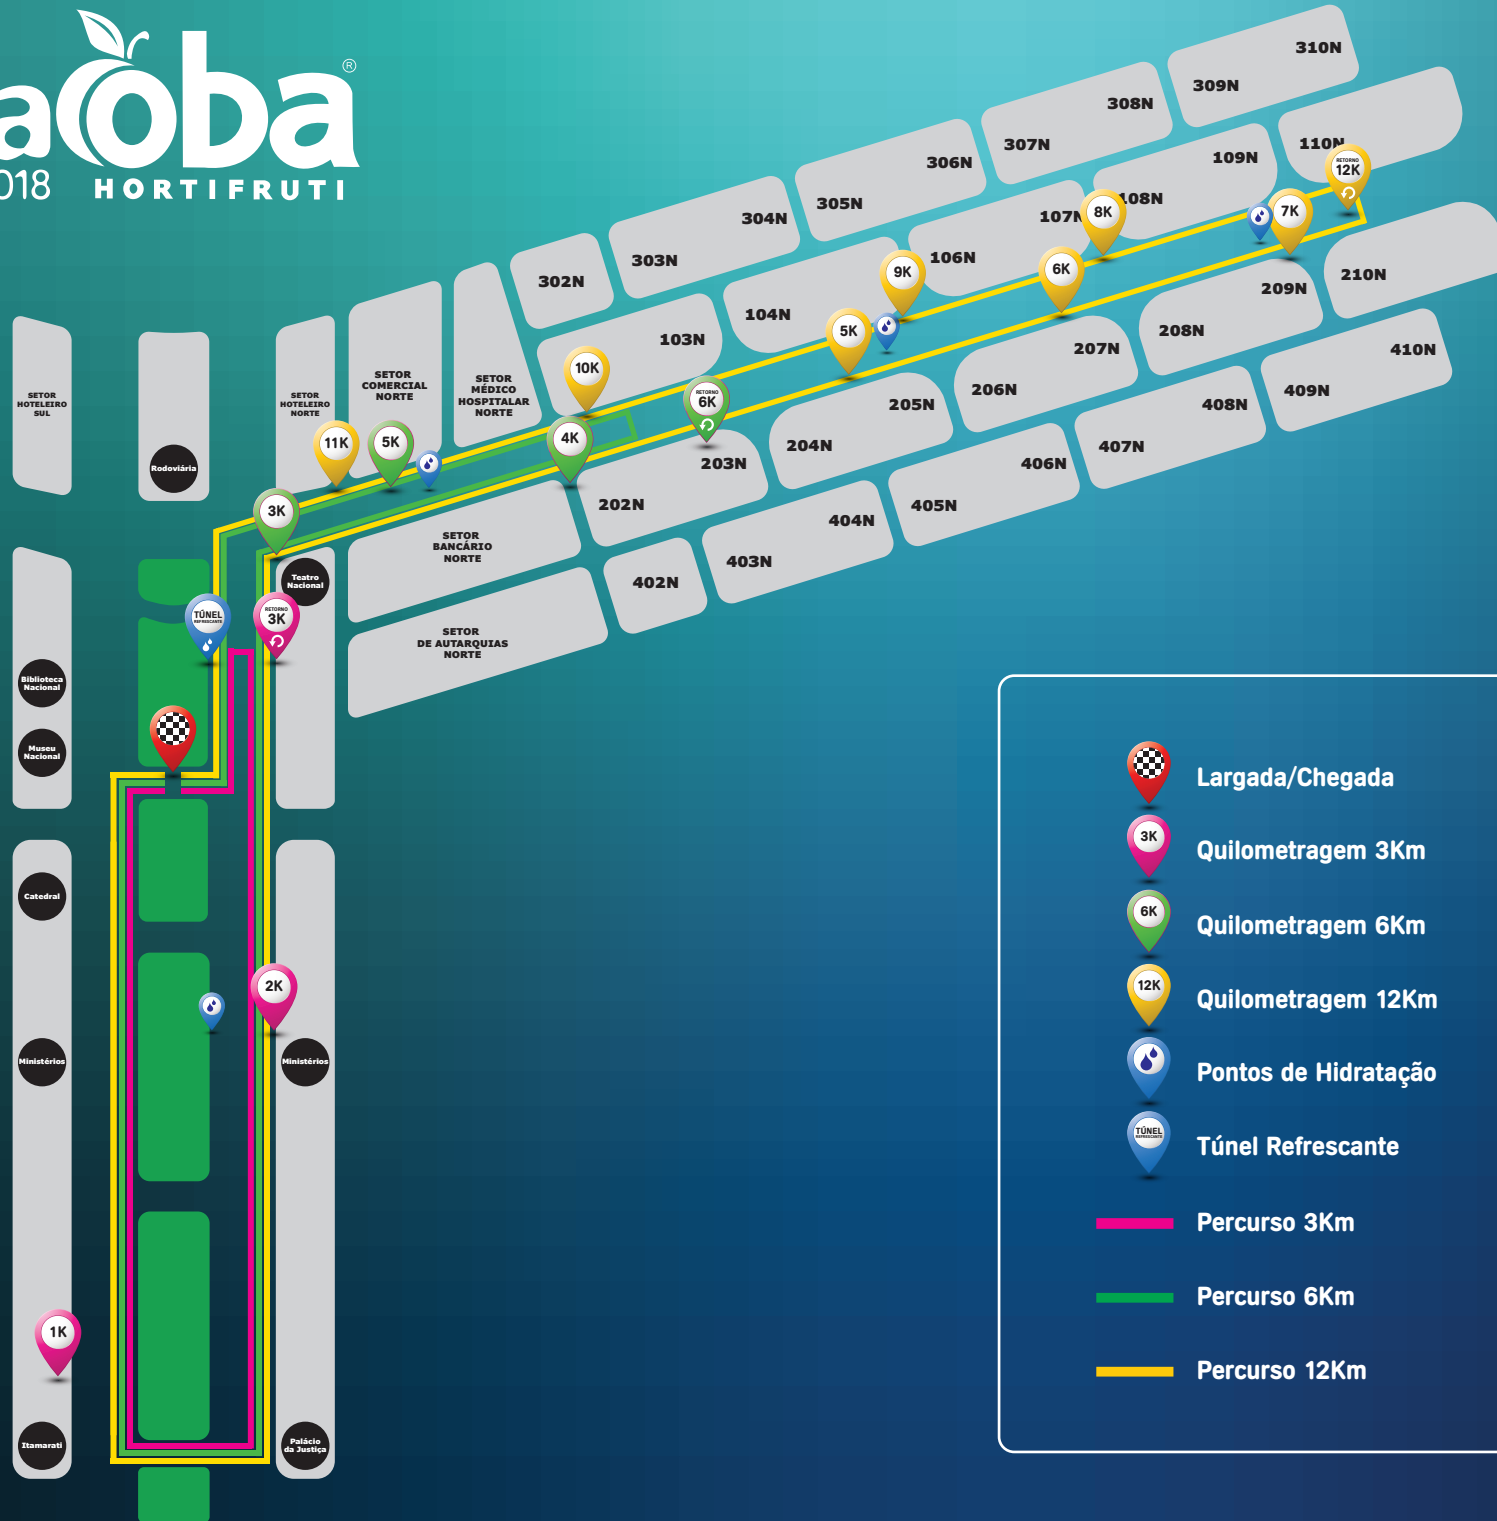 aoba®
018
HORTIFRUTI
310N
309N
308N
110N
RETORNO
12K
307N
109N
306N
108N
305N
107N
8K
7K
304N
106N
210N
303N
9K
6K
209N
302N
104N
208N
103N
5K
207N
410N
10K
206N
409N
SETOR
HOTELEIRO
SUL
SETOR
HOTELEIRO
NORTE
SETOR
COMERCIAL
NORTE
SETOR
MÉDICO
HOSPITALAR
NORTE
RETORNO
6K
205N
408N
11K
5K
4K
204N
407N
Rodoviária
203N
406N
3K
202N
405N
404N
SETOR
BANCÁRIO
NORTE
403N
Teatro
Nacional
402N
TÚNEL
REFRESCANTE
RETORNO
3K
SETOR
DE AUTARQUIAS
NORTE
Biblioteca
Nacional
Museu
Nacional
Catedral
2K
Ministérios
Ministérios
1K
Itamarati
Palácio
da Justiça
Largada/Chegada
3K
Quilometragem 3Km
6K
Quilometragem 6Km
12K
Quilometragem 12Km
Pontos de Hidratação
TÚNEL
REFRESCANTE
Túnel Refrescante
Percurso 3Km
Percurso 6Km
Percurso 12Km